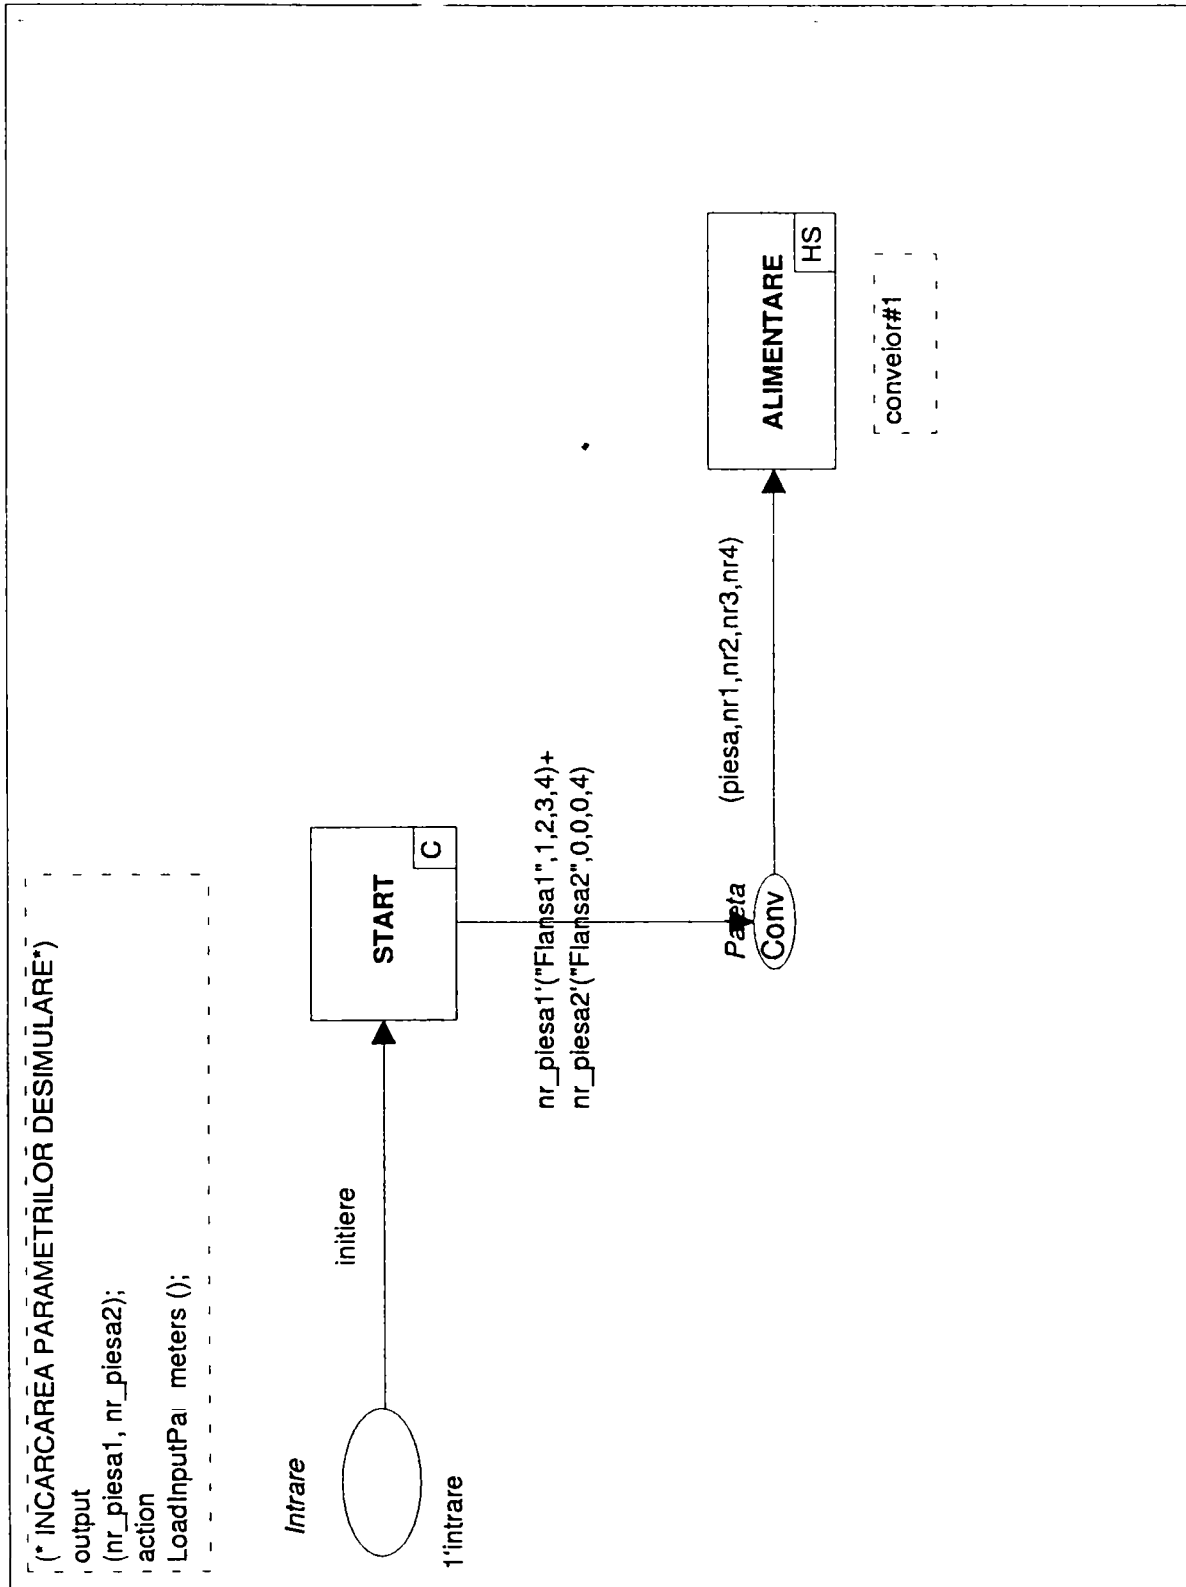 (* INCARCAREA PARAMETRILOR DESIMULARE*)
output
(nr_piesa1, nr_piesa2);
action
LoadInputPa meters ();
Intrare
1'intrare
initiere
START
C
nr_piesa1'("Flansa1",1,2,3,4)+
nr_piesa2'("Flansa2",0,0,0,4)
Paleta
Conv
(piesa,nr1,nr2,nr3,nr4)
ALIMENTARE
HS
conveior#1